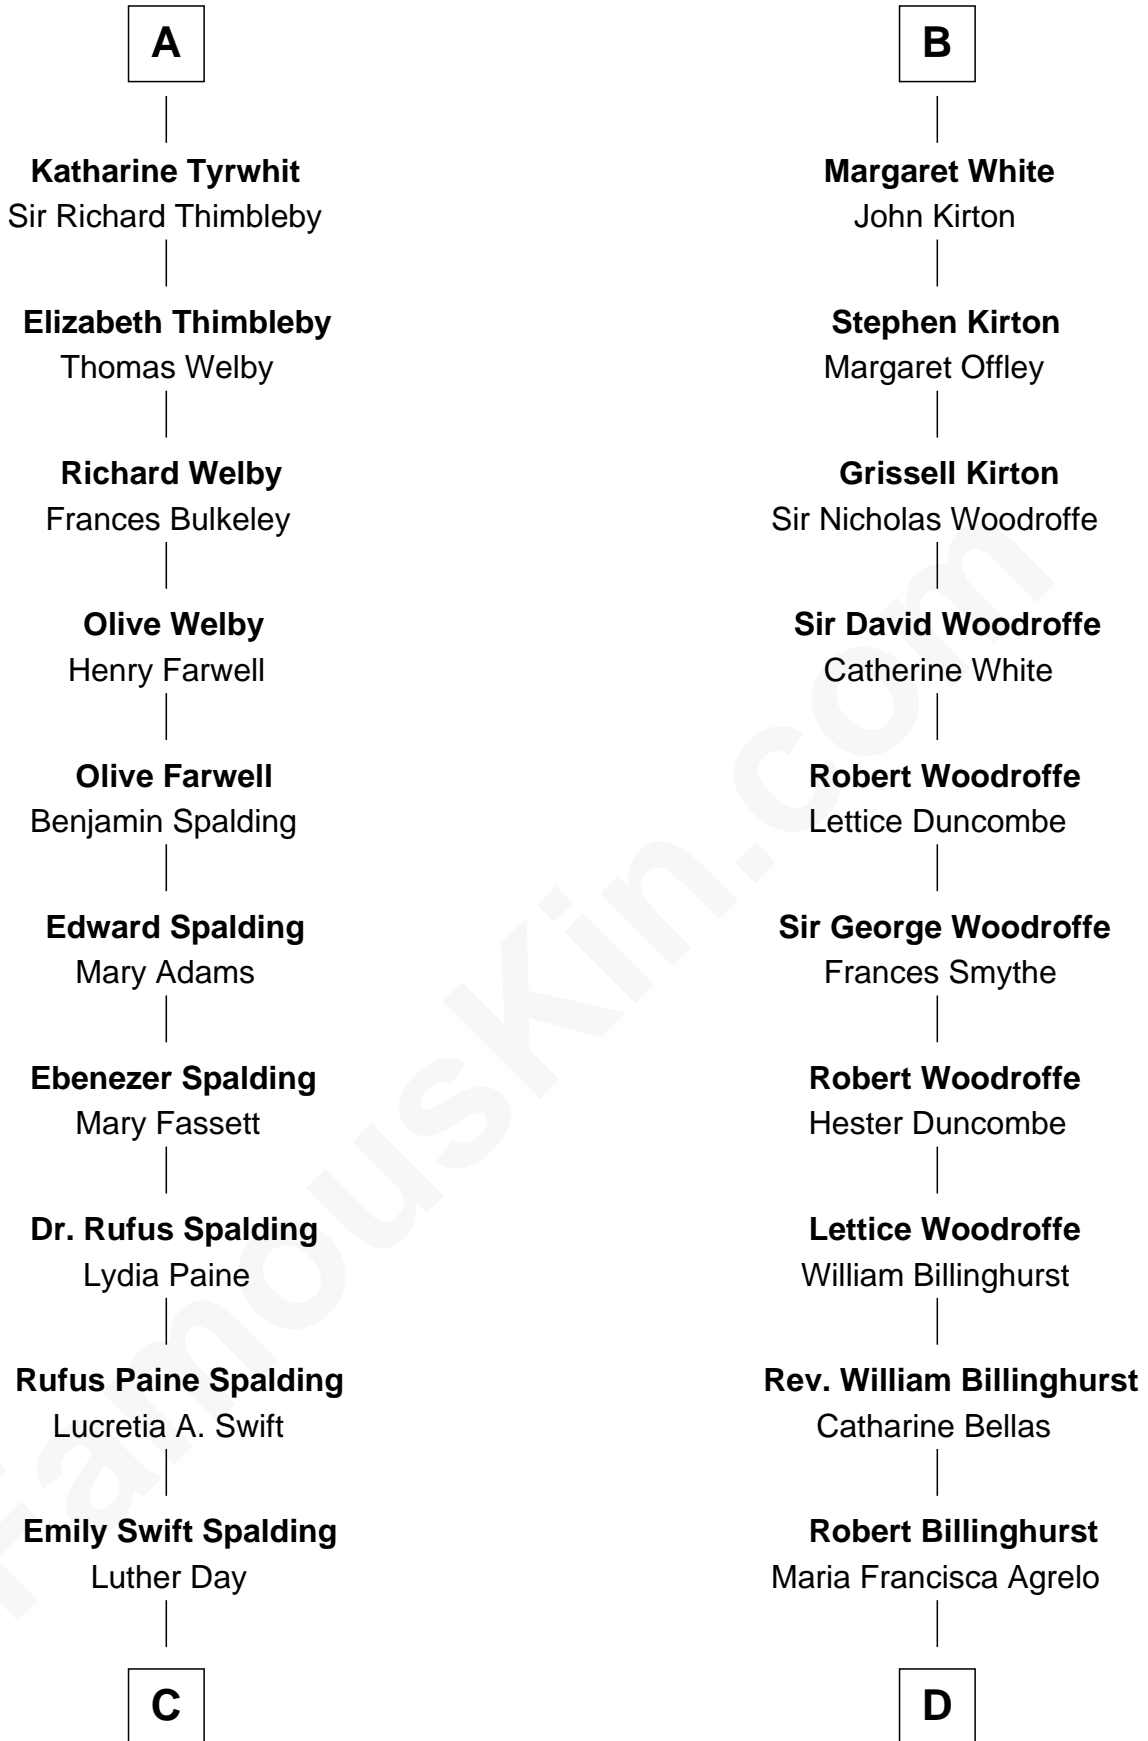 A
Katharine Tyrwhit
Sir Richard Thimbleby
Elizabeth Thimbleby
Thomas Welby
Richard Welby
Frances Bulkeley
Olive Welby
Henry Farwell
Olive Farwell
Benjamin Spalding
Edward Spalding
Mary Adams
Ebenezer Spalding
Mary Fassett
Dr. Rufus Spalding
Lydia Paine
Rufus Paine Spalding
Lucretia A. Swift
Emily Swift Spalding
Luther Day
C
B
Margaret White
John Kirton
Stephen Kirton
Margaret Offley
Grissell Kirton
Sir Nicholas Woodroffe
Sir David Woodroffe
Catherine White
Robert Woodroffe
Lettice Duncombe
Sir George Woodroffe
Frances Smythe
Robert Woodroffe
Hester Duncombe
Lettice Woodroffe
William Billinghurst
Rev. William Billinghurst
Catharine Bellas
Robert Billinghurst
Maria Francisca Agrelo
D
FamousKin.com